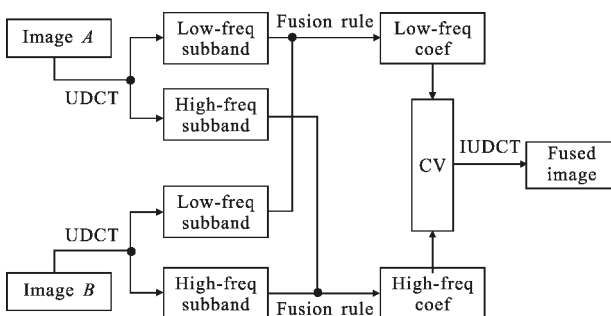 Image A
UDCT
Low-freq
subband
Fusion rule
Low-freq
coef
High-freq
subband
CV
IUDCT
Fused
image
Low-freq
subband
UDCT
Image B
High-freq
subband
Fusion rule
High-freq
coef